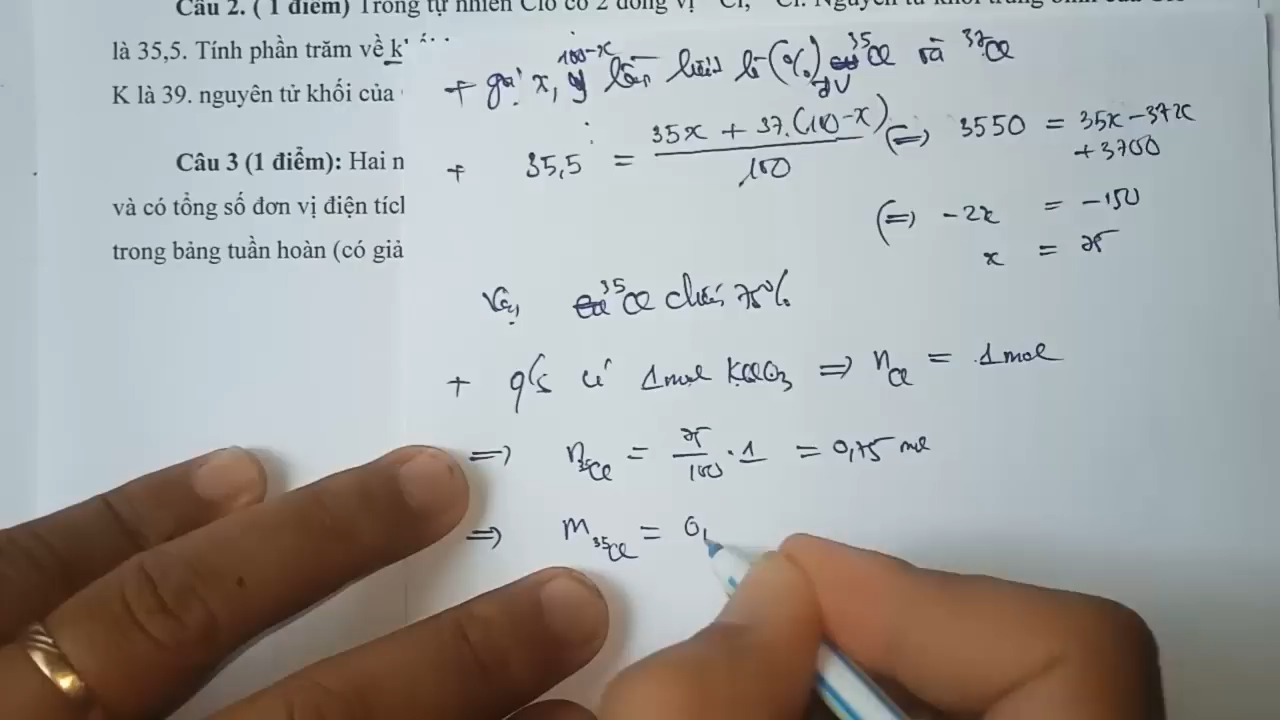 Câu 2. ( 1 điểm) Trong tự nhiên Clo có 2 đồng vị
là 35,5. Tính phần trăm về
K là 39. nguyên tử khối của
Câu 3 (1 điểm): Hai n
và có tổng số đơn vị điện tích
trong bảng tuần hoàn (có giả
100-x
+ gọi x, y lần lượt là (%) ³⁵Cl và ³⁷Cl
đv
+ 35,5 = (35x + 37.(100-x))/100 (=) 3550 = 35x - 37x + 3700
(=) -2x = -150
x = 75
Vậy ³⁵Cl chiếm 75%
+ g/s có 1 mol KClO₃ => n_Cl = 1 mol
=> n_³⁵Cl = 75/100 . 1 = 0,75 mol
=> m_³⁵Cl = 0,